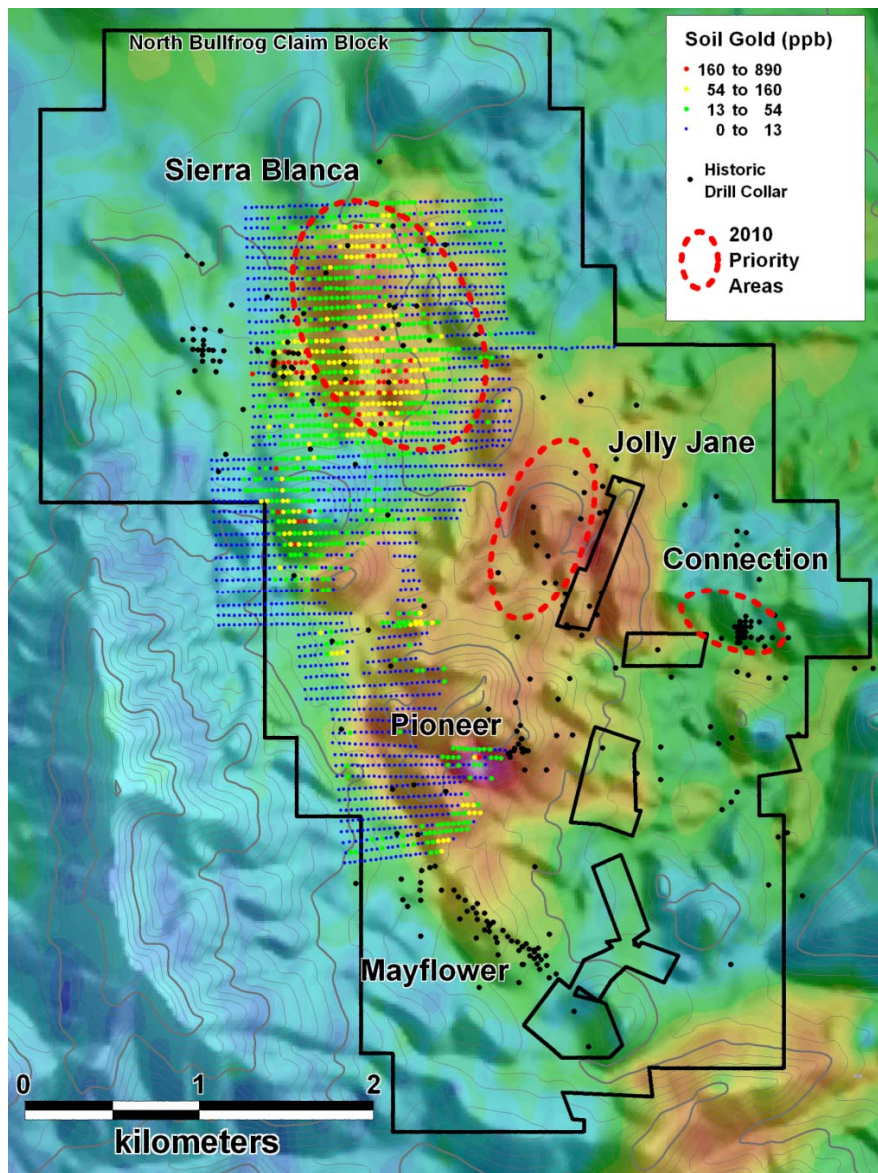 North Bullfrog Claim Block
Soil Gold (ppb)
160 to 890
54 to 160
13 to 54
0 to 13
Historic
Drill Collar
2010
Priority
Areas
Sierra Blanca
Jolly Jane
Connection
Pioneer
Mayflower
0 1 2
kilometers